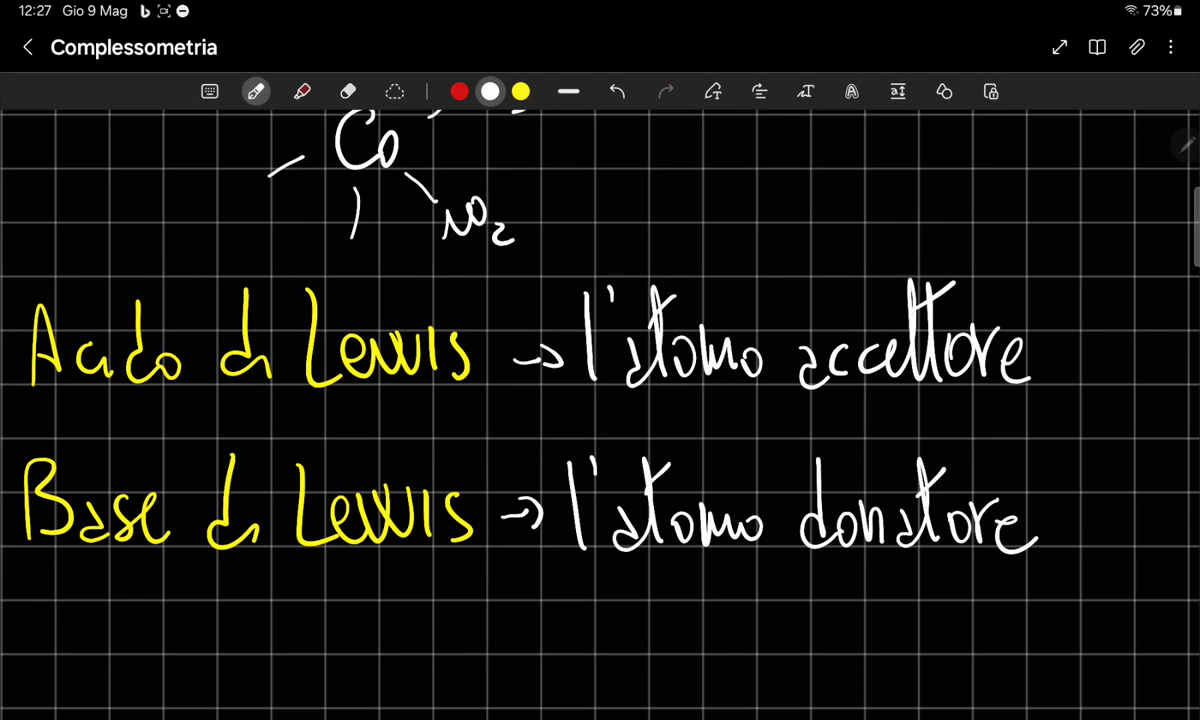 12:27 Gio 9 Mag 73%
Complessometria
Co
NO2
Acido di Lewis → l'atomo accettore
Base di Lewis → l'atomo donatore